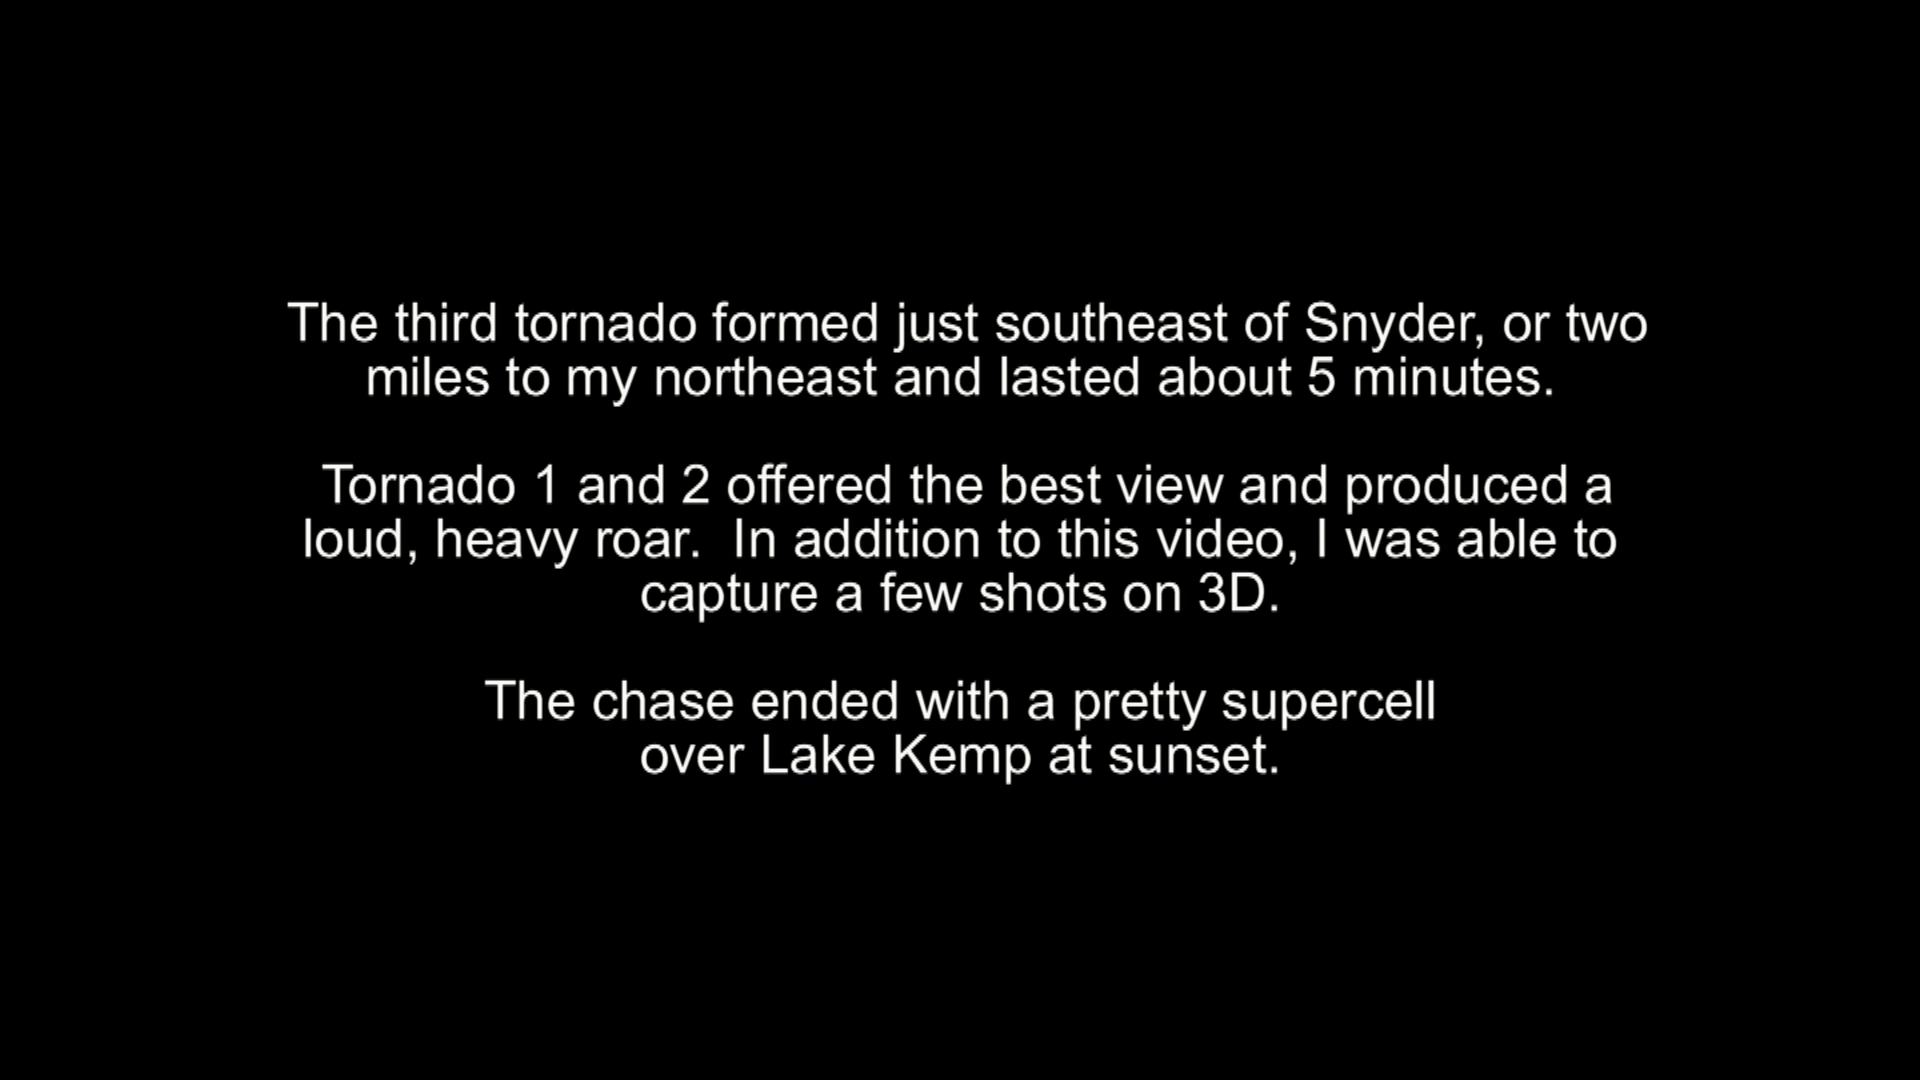 The third tornado formed just southeast of Snyder, or two
miles to my northeast and lasted about 5 minutes.
Tornado 1 and 2 offered the best view and produced a
loud, heavy roar.  In addition to this video, I was able to
capture a few shots on 3D.
The chase ended with a pretty supercell
over Lake Kemp at sunset.